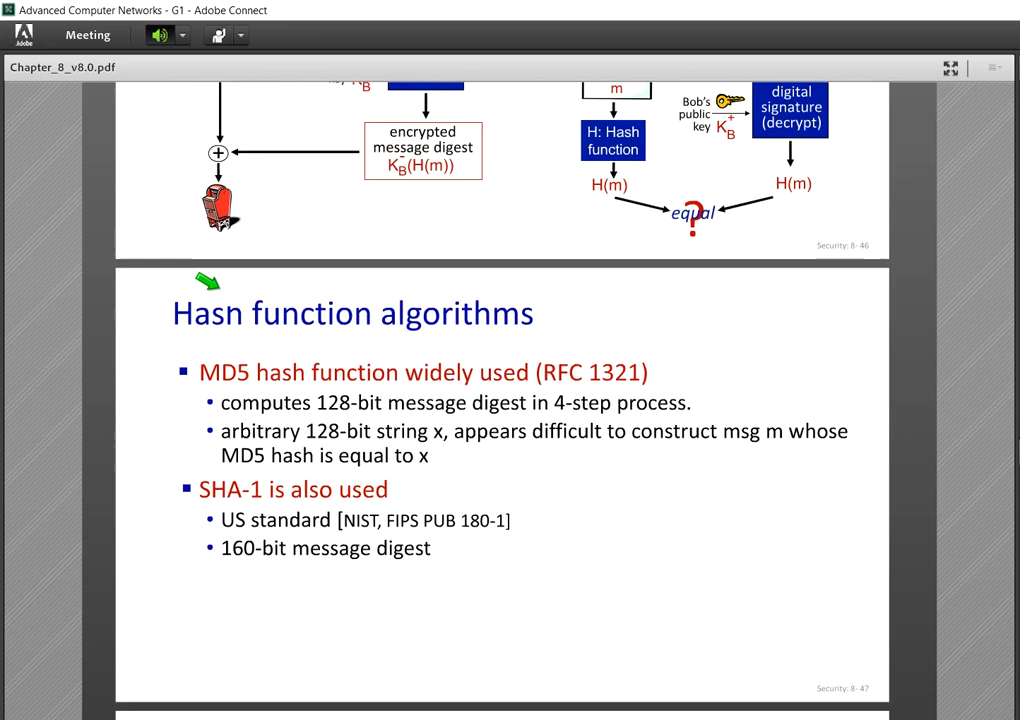 Advanced Computer Networks - G1 - Adobe Connect
Adobe
Meeting
Chapter_8_v8.0.pdf
K
B
encrypted
message digest
-
K
B
(H(m))
m
H: Hash
function
H(m)
Bob's
public
key
+
K
B
digital
signature
(decrypt)
H(m)
equal
?
Security: 8- 46
Hash function algorithms
▪ MD5 hash function widely used (RFC 1321)
• computes 128-bit message digest in 4-step process.
• arbitrary 128-bit string x, appears difficult to construct msg m whose
MD5 hash is equal to x
▪ SHA-1 is also used
• US standard [NIST, FIPS PUB 180-1]
• 160-bit message digest
Security: 8- 47